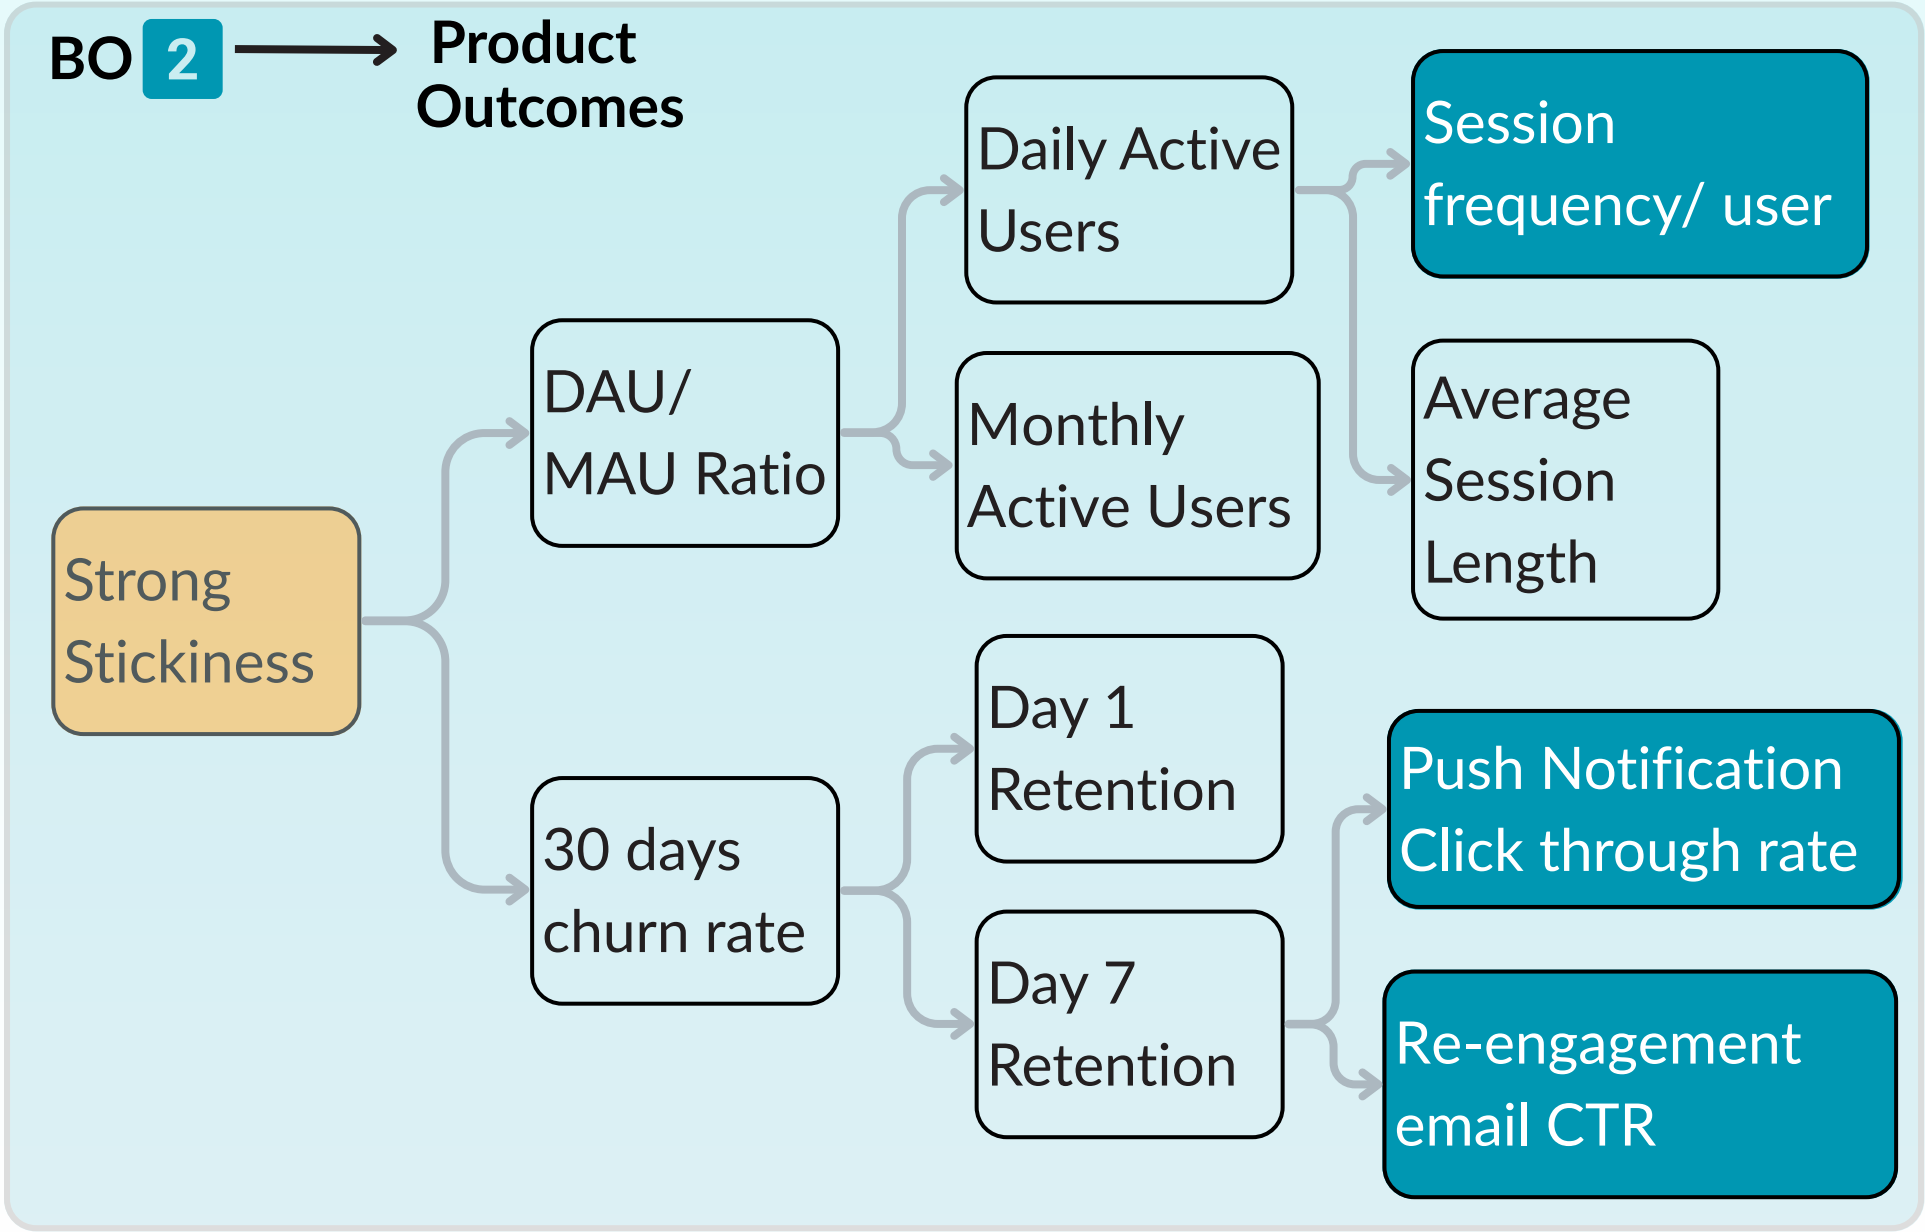 BO 2
Product
Outcomes
Strong
Stickiness
DAU/
MAU Ratio
30 days
churn rate
Daily Active
Users
Monthly
Active Users
Day 1
Retention
Day 7
Retention
Session
frequency/ user
Average
Session
Length
Push Notification
Click through rate
Re-engagement
email CTR